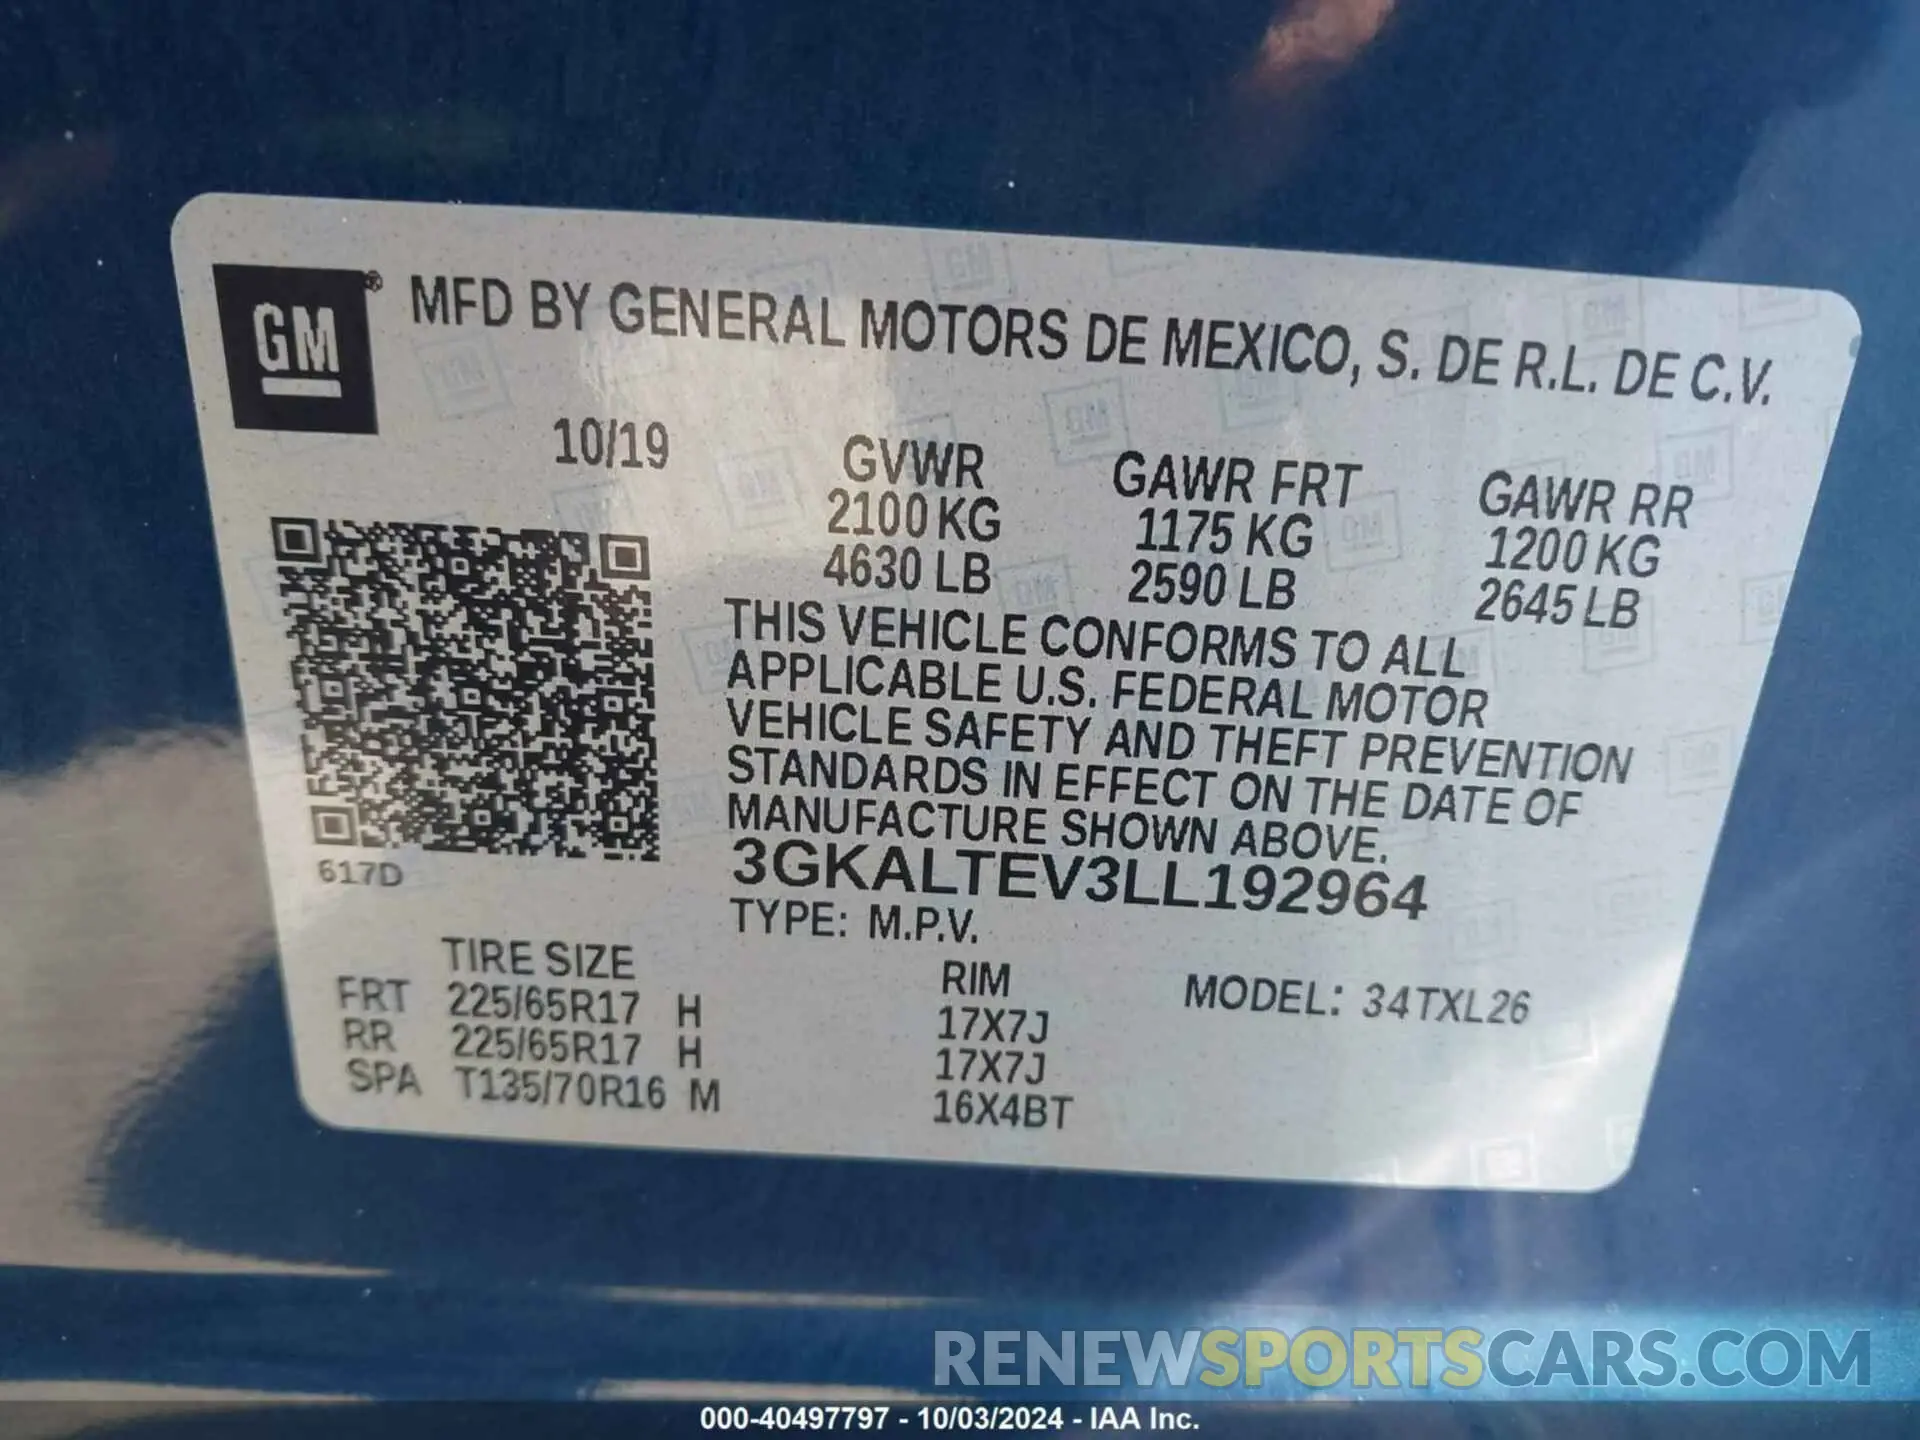 GM® MFD BY GENERAL MOTORS DE MEXICO, S. DE R.L. DE C.V.
10/19 GVWR GAWR FRT GAWR RR
2100 KG 1175 KG 1200 KG
4630 LB 2590 LB 2645 LB
THIS VEHICLE CONFORMS TO ALL
APPLICABLE U.S. FEDERAL MOTOR
VEHICLE SAFETY AND THEFT PREVENTION
STANDARDS IN EFFECT ON THE DATE OF
MANUFACTURE SHOWN ABOVE.
617D
3GKALTEV3LL192964
TYPE: M.P.V.
TIRE SIZE RIM MODEL: 34TXL26
FRT 225/65R17 H 17X7J
RR 225/65R17 H 17X7J
SPA T135/70R16 M 16X4BT
RENEWSPORTSCARS.COM
000-40497797 - 10/03/2024 - IAA Inc.